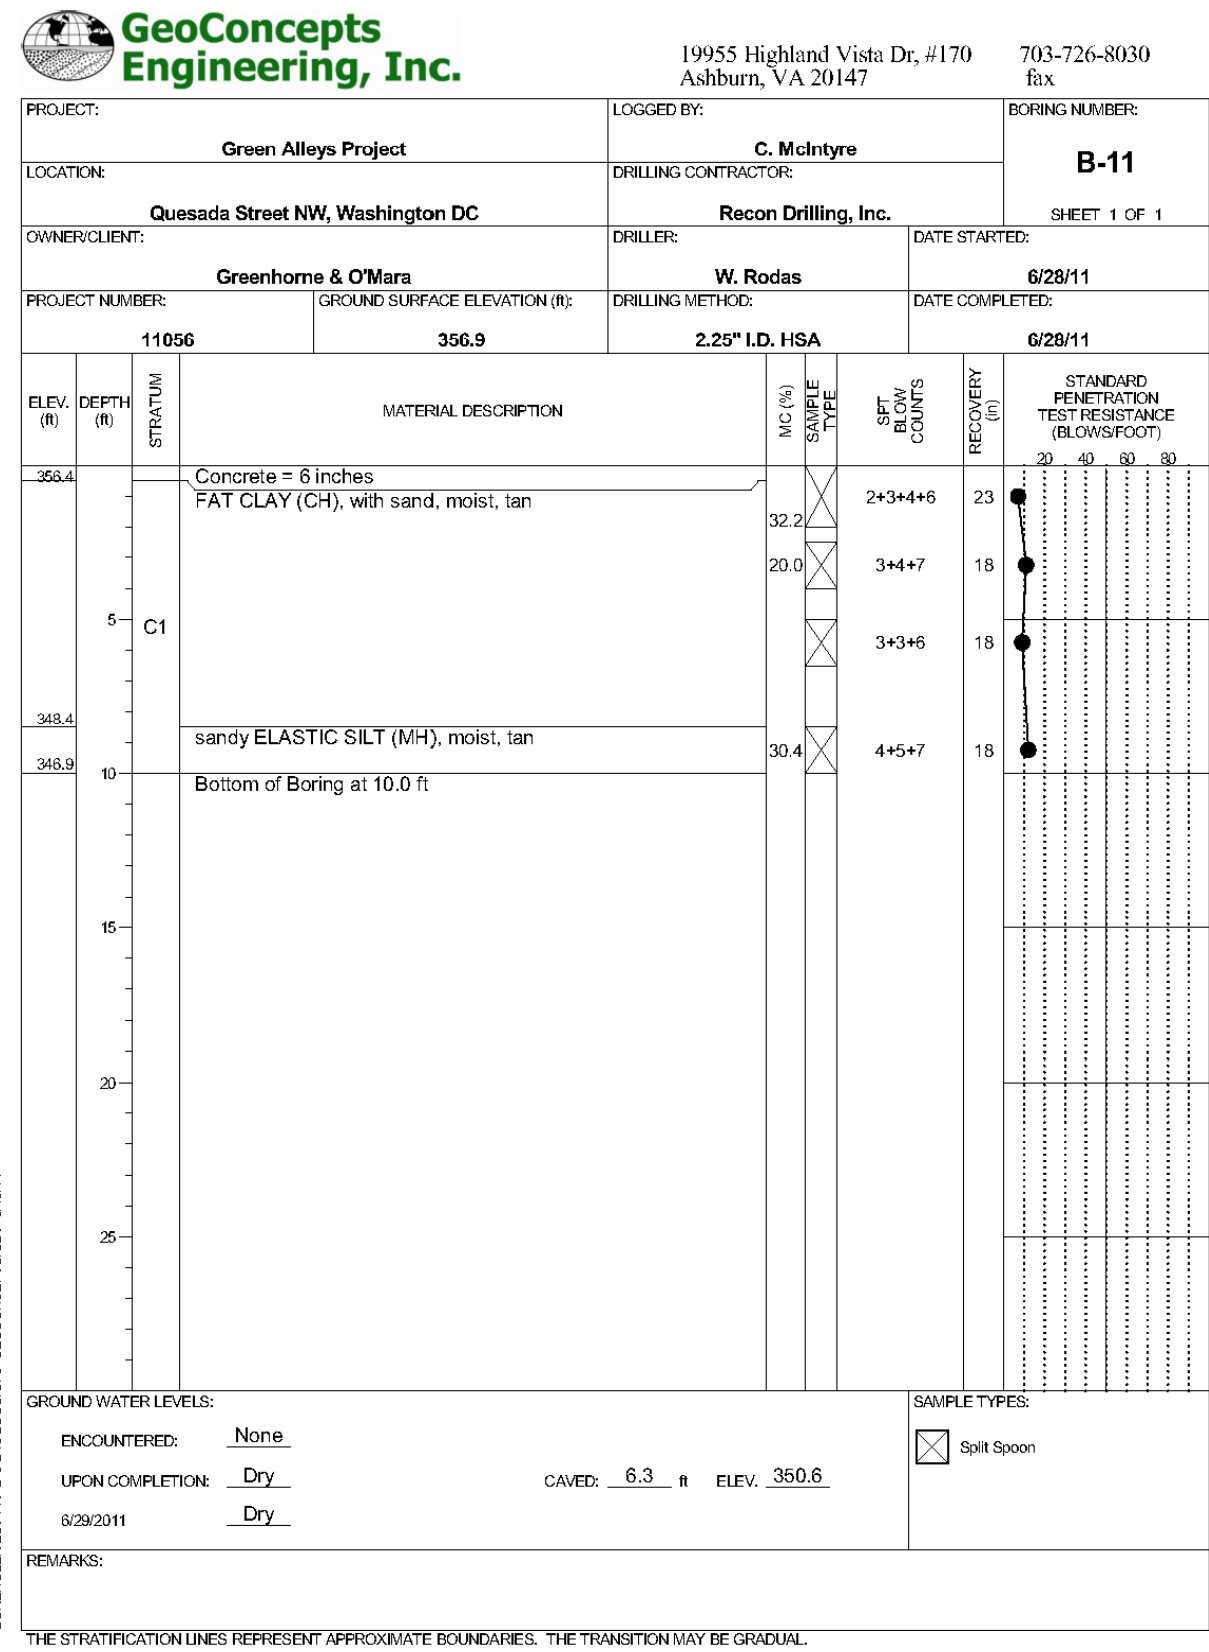 GeoConcepts
Engineering, Inc.
19955 Highland Vista Dr, #170 703-726-8030
Ashburn, VA 20147 fax
PROJECT: LOGGED BY: BORING NUMBER:
Green Alleys Project C. McIntyre
B-11
LOCATION: DRILLING CONTRACTOR:
Quesada Street NW, Washington DC Recon Drilling, Inc. SHEET 1 OF 1
OWNER/CLIENT: DRILLER: DATE STARTED:
Greenhorne & O'Mara W. Rodas 6/28/11
PROJECT NUMBER: GROUND SURFACE ELEVATION (ft): DRILLING METHOD: DATE COMPLETED:
11056 356.9 2.25" I.D. HSA 6/28/11
ELEV. (ft)
DEPTH (ft)
STRATUM
MATERIAL DESCRIPTION
MC (%)
SAMPLE TYPE
SPT BLOW COUNTS
RECOVERY (in)
STANDARD
PENETRATION
TEST RESISTANCE
(BLOWS/FOOT)
20 40 60 80
356.4 Concrete = 6 inches
FAT CLAY (CH), with sand, moist, tan 2+3+4+6 23
32.2
20.0 3+4+7 18
5
C1
3+3+6 18
348.4
sandy ELASTIC SILT (MH), moist, tan
30.4 4+5+7 18
346.9
10
Bottom of Boring at 10.0 ft
15
20
25
GROUND WATER LEVELS: SAMPLE TYPES:
ENCOUNTERED: None
Split Spoon
UPON COMPLETION: Dry CAVED: 6.3 ft ELEV. 350.6
6/29/2011 Dry
REMARKS:
THE STRATIFICATION LINES REPRESENT APPROXIMATE BOUNDARIES. THE TRANSITION MAY BE GRADUAL.